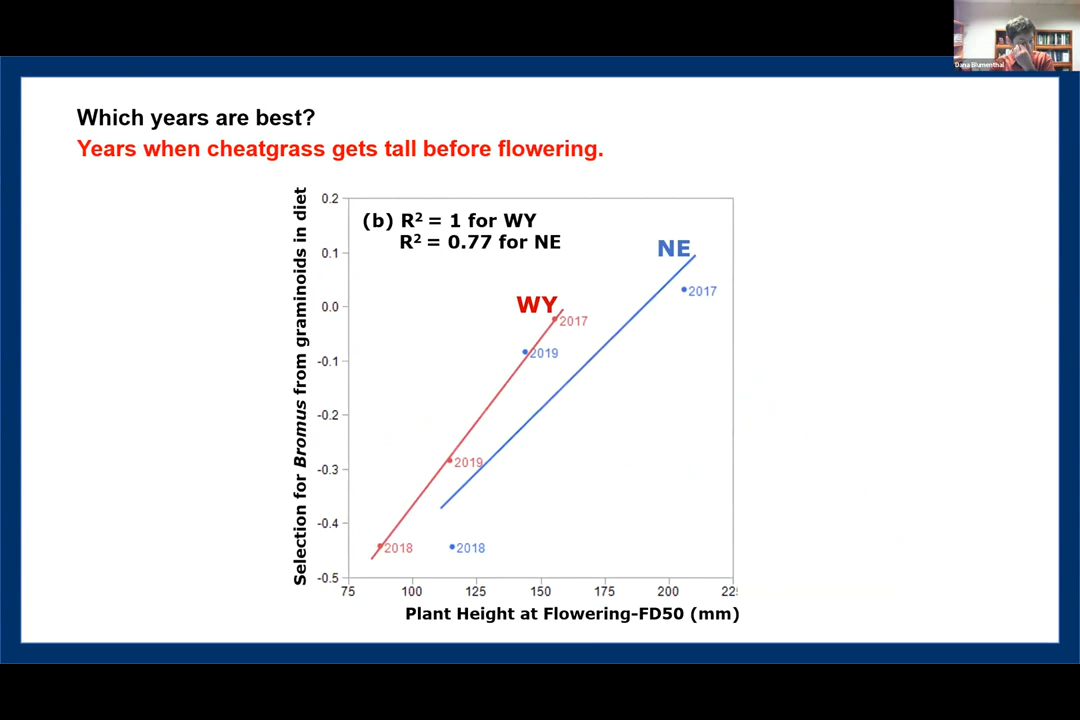 Dana Blumenthal
Which years are best?
Years when cheatgrass gets tall before flowering.
Selection for Bromus from graminoids in diet
0.2
0.1
0.0
-0.1
-0.2
-0.3
-0.4
-0.5
(b) R² = 1 for WY
R² = 0.77 for NE
NE
2017
WY
2017
2019
2019
2018
2018
75 100 125 150 175 200 22
Plant Height at Flowering-FD50 (mm)